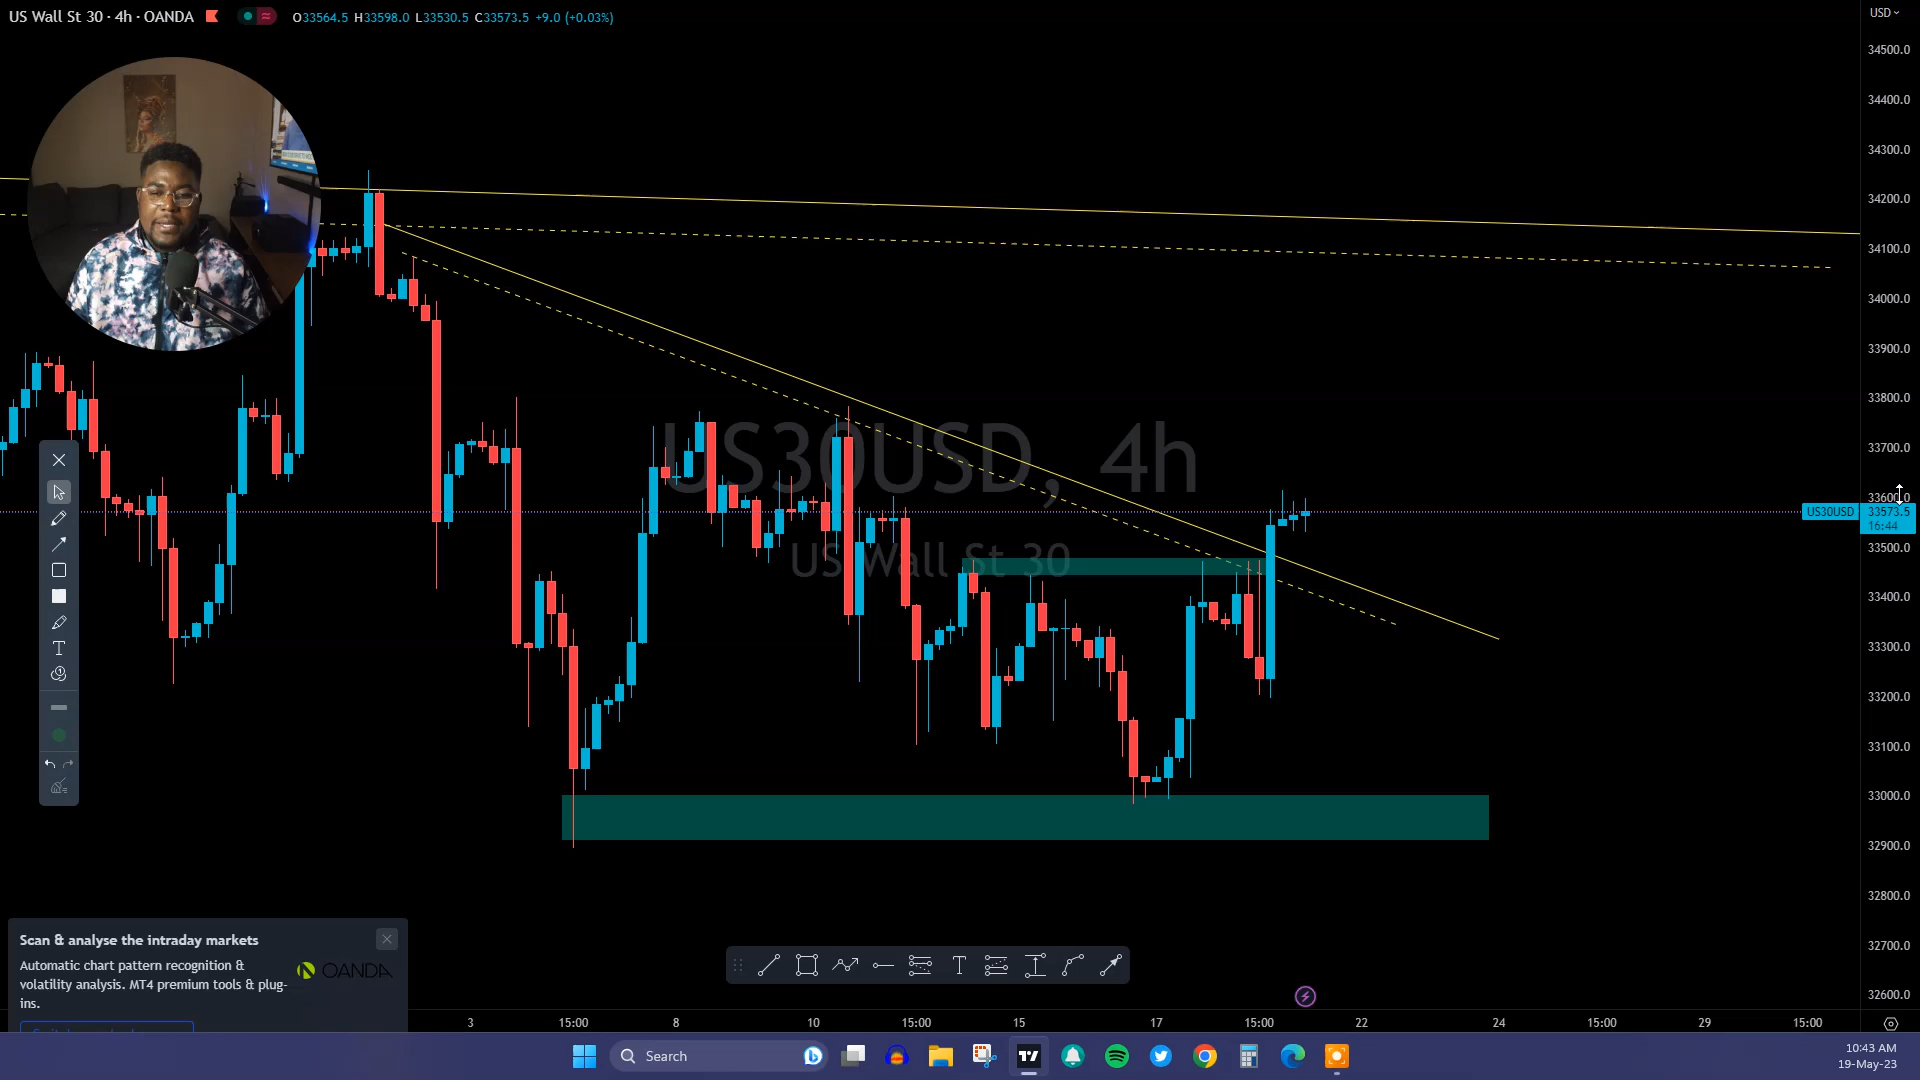 US Wall St 30 · 4h · OANDA
O33564.5 H33598.0 L33530.5 C33573.5 +9.0 (+0.03%)
USD
34500.0
34400.0
34300.0
34200.0
34100.0
34000.0
33900.0
33800.0
33700.0
33600.0
US30USD
33573.5
16:44
33500.0
33400.0
33300.0
33200.0
33100.0
33000.0
32900.0
32800.0
32700.0
32600.0
US30USD, 4h
US Wall St 30
T
Scan & analyse the intraday markets
Automatic chart pattern recognition &
volatility analysis. MT4 premium tools & plug-
ins.
OANDA
T
3 15:00 8 10 15:00 15 17 15:00 22 24 15:00 29 15:00
Search
10:43 AM
19-May-23